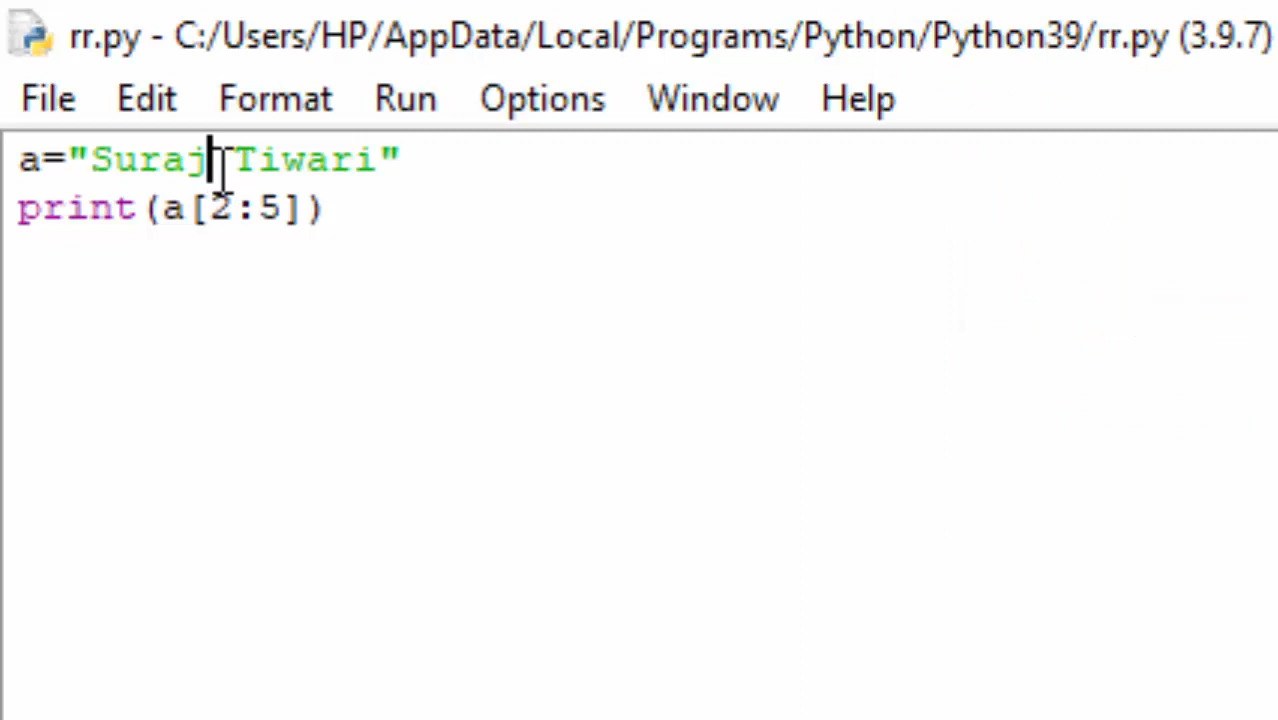 rr.py - C:/Users/HP/AppData/Local/Programs/Python/Python39/rr.py (3.9.7)
File Edit Format Run Options Window Help
a="Suraj Tiwari"
print(a[2:5])